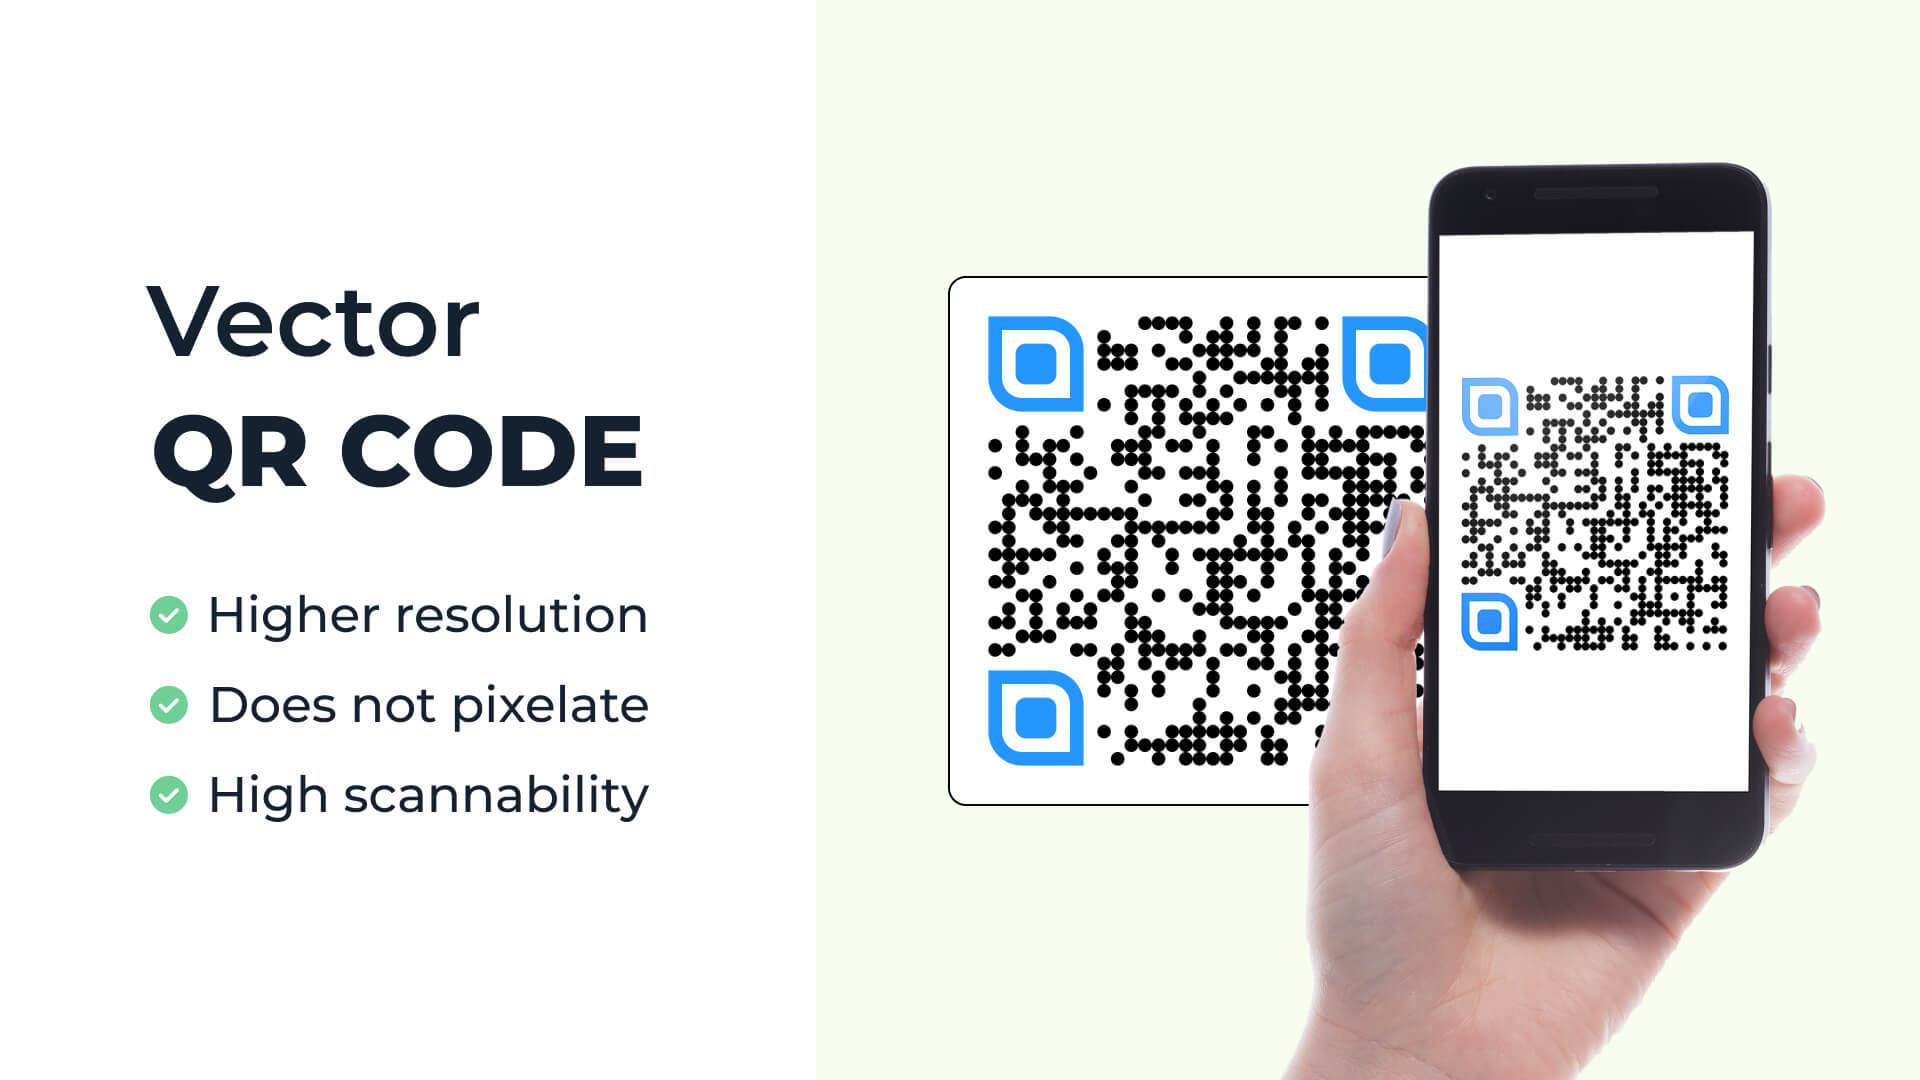 Vector
QR CODE
Higher resolution
Does not pixelate
High scannability